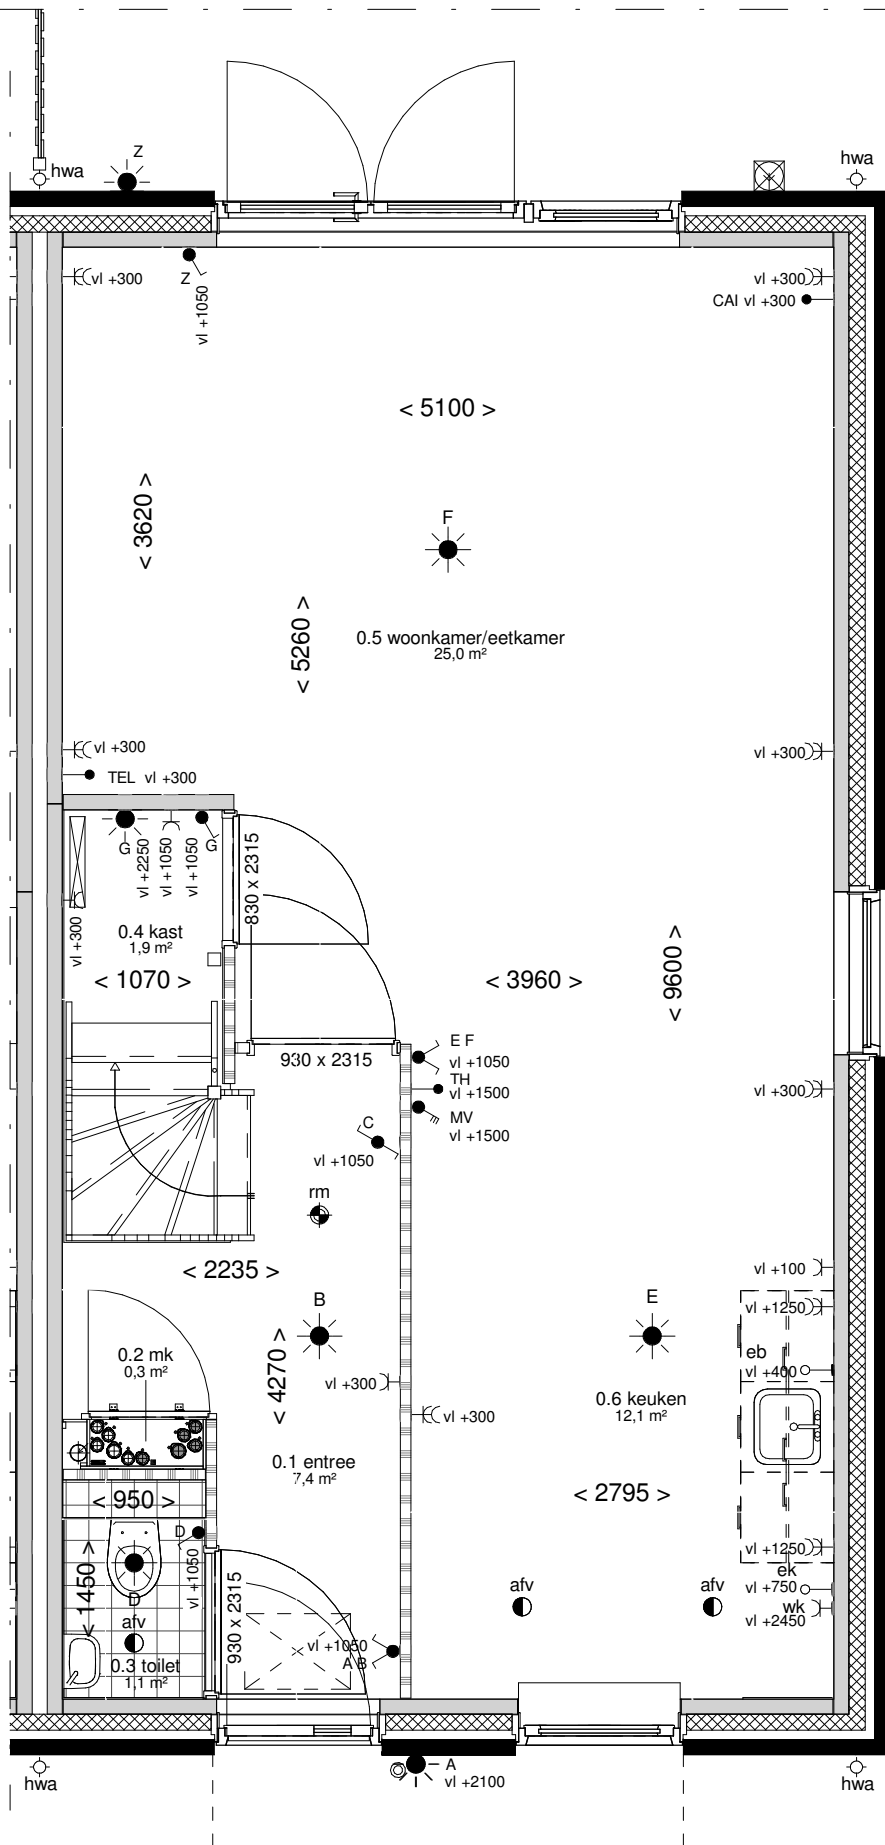 Z
hwa
hwa
vl +300
Z
vl +1050
vl +300
CAI vl +300
< 5100 >
< 3620 >
F
< 5260 >
0.5 woonkamer/eetkamer
25,0 m²
vl +300
TEL vl +300
vl +300
G
vl +2250
vl +1050
vl +1050
G
830 x 2315
0.4 kast
1,9 m²
vl +300
< 1070 >
< 3960 >
< 9600 >
930 x 2315
E F
vl +1050
TH
vl +1500
MV
vl +1500
vl +300
C
vl +1050
rm
< 2235 >
vl +100
vl +1250
B
E
eb
vl +400
0.2 mk
0,3 m²
< 4270 >
vl +300
0.6 keuken
12,1 m²
vl +300
0.1 entree
7,4 m²
< 950 >
< 2795 >
D
vl +1050
vl +1250
< 1450 >
D
930 x 2315
ek
vl +750
wk
vl +2450
afv
afv
afv
vl +1050
A B
0.3 toilet
1,1 m²
A
vl +2100
hwa
hwa